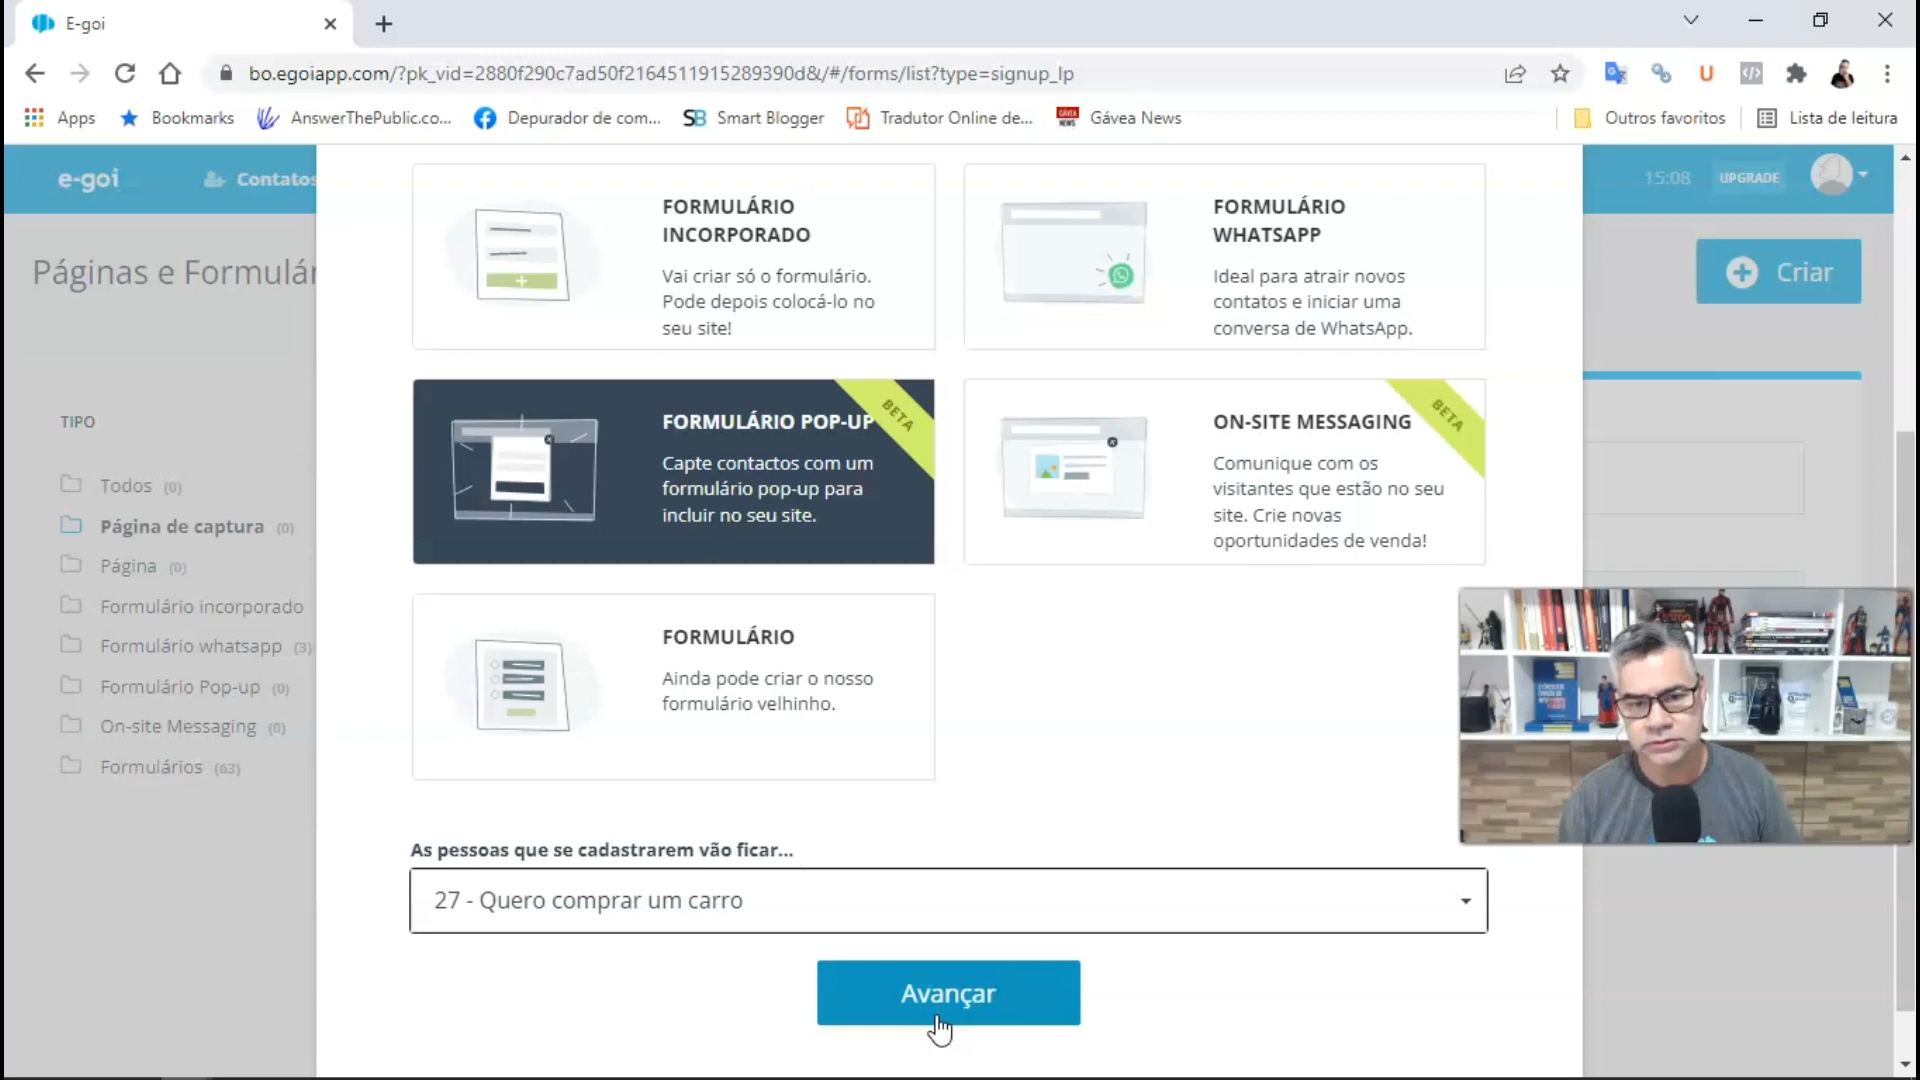 E-goi
bo.egoiapp.com/?pk_vid=2880f290c7ad50f2164511915289390d&/#/forms/list?type=signup_lp
Apps
Bookmarks
AnswerThePublic.co...
Depurador de com...
SB Smart Blogger
Tradutor Online de...
GÁVEA NEWS
Gávea News
Outros favoritos
Lista de leitura
e-goi
Contatos
15:08
UPGRADE
Páginas e Formulár
Criar
TIPO
Todos (0)
Página de captura (0)
Página (0)
Formulário incorporado
Formulário whatsapp (3)
Formulário Pop-up (0)
On-site Messaging (0)
Formulários (63)
FORMULÁRIO
INCORPORADO
Vai criar só o formulário.
Pode depois colocá-lo no
seu site!
FORMULÁRIO
WHATSAPP
Ideal para atrair novos
contatos e iniciar uma
conversa de WhatsApp.
FORMULÁRIO POP-UP
BETA
Capte contactos com um
formulário pop-up para
incluir no seu site.
ON-SITE MESSAGING
BETA
Comunique com os
visitantes que estão no seu
site. Crie novas
oportunidades de venda!
FORMULÁRIO
Ainda pode criar o nosso
formulário velhinho.
As pessoas que se cadastrarem vão ficar...
27 - Quero comprar um carro
Avançar